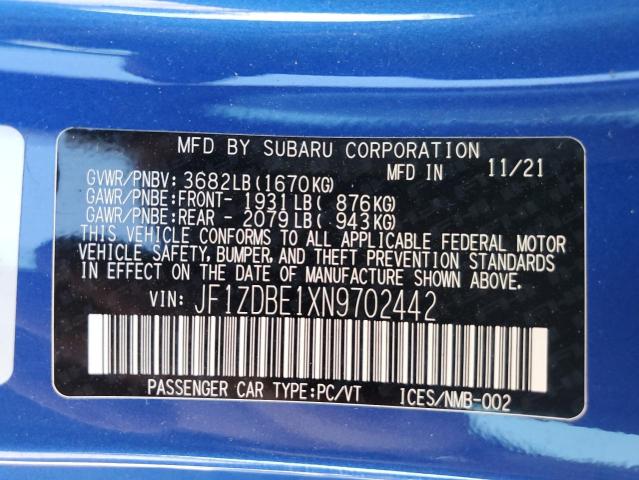 MFD BY SUBARU CORPORATION
GVWR/PNBV: 3682LB(1670KG) MFD IN 11/21
GAWR/PNBE:FRONT- 1931LB( 876KG)
GAWR/PNBE:REAR - 2079LB( 943KG)
THIS VEHICLE CONFORMS TO ALL APPLICABLE FEDERAL MOTOR
VEHICLE SAFETY, BUMPER, AND THEFT PREVENTION STANDARDS
IN EFFECT ON THE DATE OF MANUFACTURE SHOWN ABOVE.
VIN: JF1ZDBE1XN9702442
PASSENGER CAR TYPE:PC/VT ICES/NMB-002